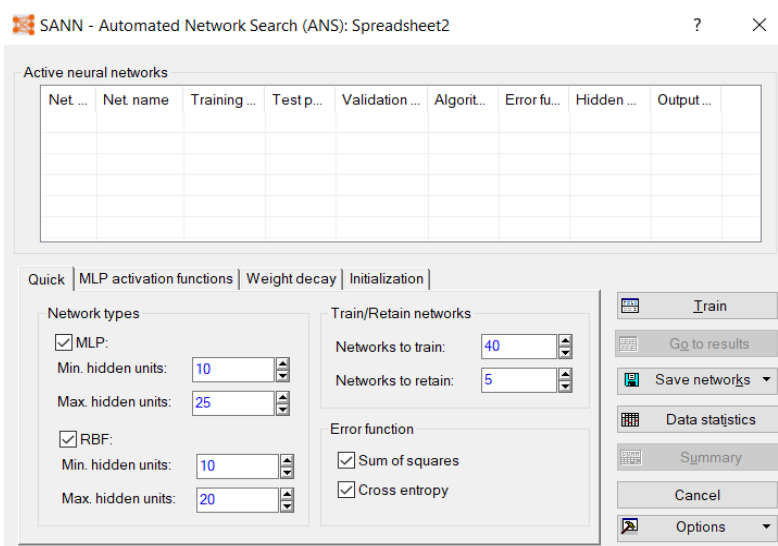 SANN - Automated Network Search (ANS): Spreadsheet2 ? ×
Active neural networks
Net. ... Net. name Training ... Test p... Validation ... Algorit... Error fu... Hidden ... Output ...
Quick MLP activation functions Weight decay Initialization
Network types
MLP:
Min. hidden units: 10
Max. hidden units: 25
RBF:
Min. hidden units: 10
Max. hidden units: 20
Train/Retain networks
Networks to train: 40
Networks to retain: 5
Error function
Sum of squares
Cross entropy
Train
Go to results
Save networks
Data statistics
Summary
Cancel
Options